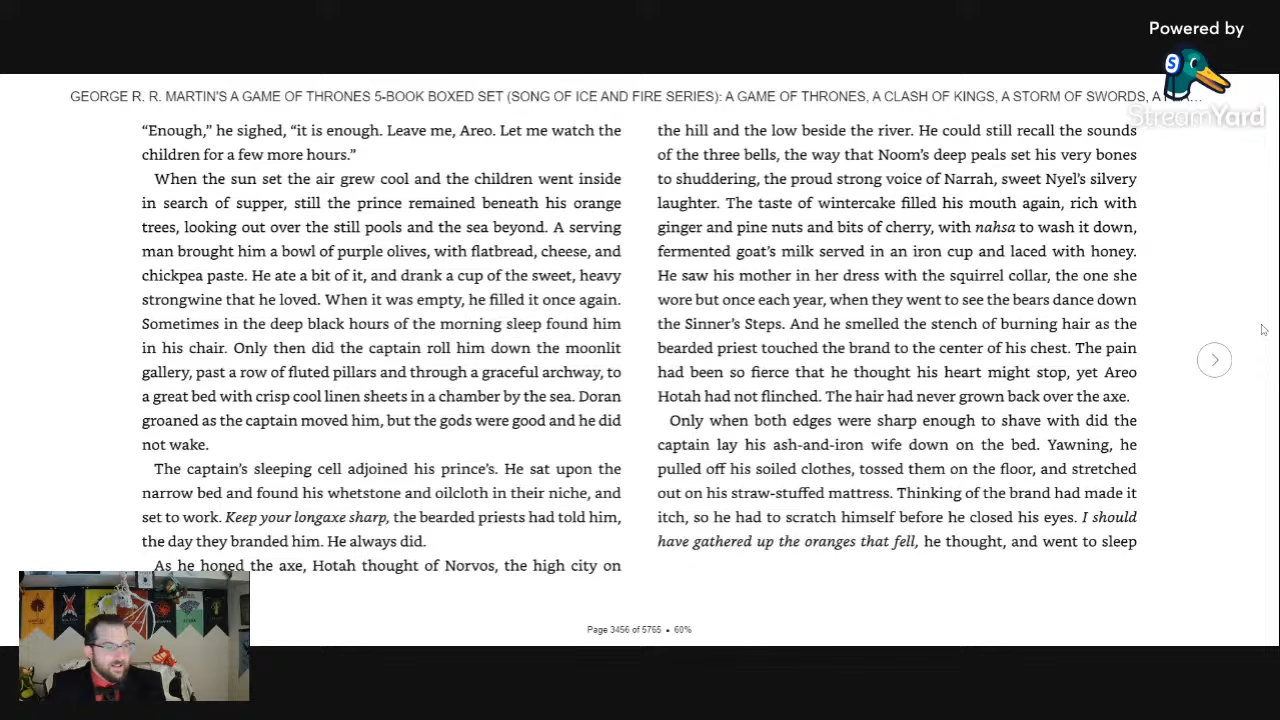 Powered by
StreamYard
GEORGE R. R. MARTIN'S A GAME OF THRONES 5-BOOK BOXED SET (SONG OF ICE AND FIRE SERIES): A GAME OF THRONES, A CLASH OF KINGS, A STORM OF SWORDS, A
“Enough,” he sighed, “it is enough. Leave me, Areo. Let me watch the
children for a few more hours.”
When the sun set the air grew cool and the children went inside
in search of supper, still the prince remained beneath his orange
trees, looking out over the still pools and the sea beyond. A serving
man brought him a bowl of purple olives, with flatbread, cheese, and
chickpea paste. He ate a bit of it, and drank a cup of the sweet, heavy
strongwine that he loved. When it was empty, he filled it once again.
Sometimes in the deep black hours of the morning sleep found him
in his chair. Only then did the captain roll him down the moonlit
gallery, past a row of fluted pillars and through a graceful archway, to
a great bed with crisp cool linen sheets in a chamber by the sea. Doran
groaned as the captain moved him, but the gods were good and he did
not wake.
The captain’s sleeping cell adjoined his prince’s. He sat upon the
narrow bed and found his whetstone and oilcloth in their niche, and
set to work. Keep your longaxe sharp, the bearded priests had told him,
the day they branded him. He always did.
As he honed the axe, Hotah thought of Norvos, the high city on
the hill and the low beside the river. He could still recall the sounds
of the three bells, the way that Noom’s deep peals set his very bones
to shuddering, the proud strong voice of Narrah, sweet Nyel’s silvery
laughter. The taste of wintercake filled his mouth again, rich with
ginger and pine nuts and bits of cherry, with nahsa to wash it down,
fermented goat’s milk served in an iron cup and laced with honey.
He saw his mother in her dress with the squirrel collar, the one she
wore but once each year, when they went to see the bears dance down
the Sinner’s Steps. And he smelled the stench of burning hair as the
bearded priest touched the brand to the center of his chest. The pain
had been so fierce that he thought his heart might stop, yet Areo
Hotah had not flinched. The hair had never grown back over the axe.
Only when both edges were sharp enough to shave with did the
captain lay his ash-and-iron wife down on the bed. Yawning, he
pulled off his soiled clothes, tossed them on the floor, and stretched
out on his straw-stuffed mattress. Thinking of the brand had made it
itch, so he had to scratch himself before he closed his eyes. I should
have gathered up the oranges that fell, he thought, and went to sleep
Page 3456 of 5765 • 60%